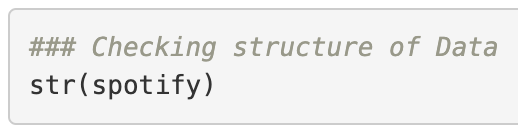 ### Checking structure of Data
str(spotify)